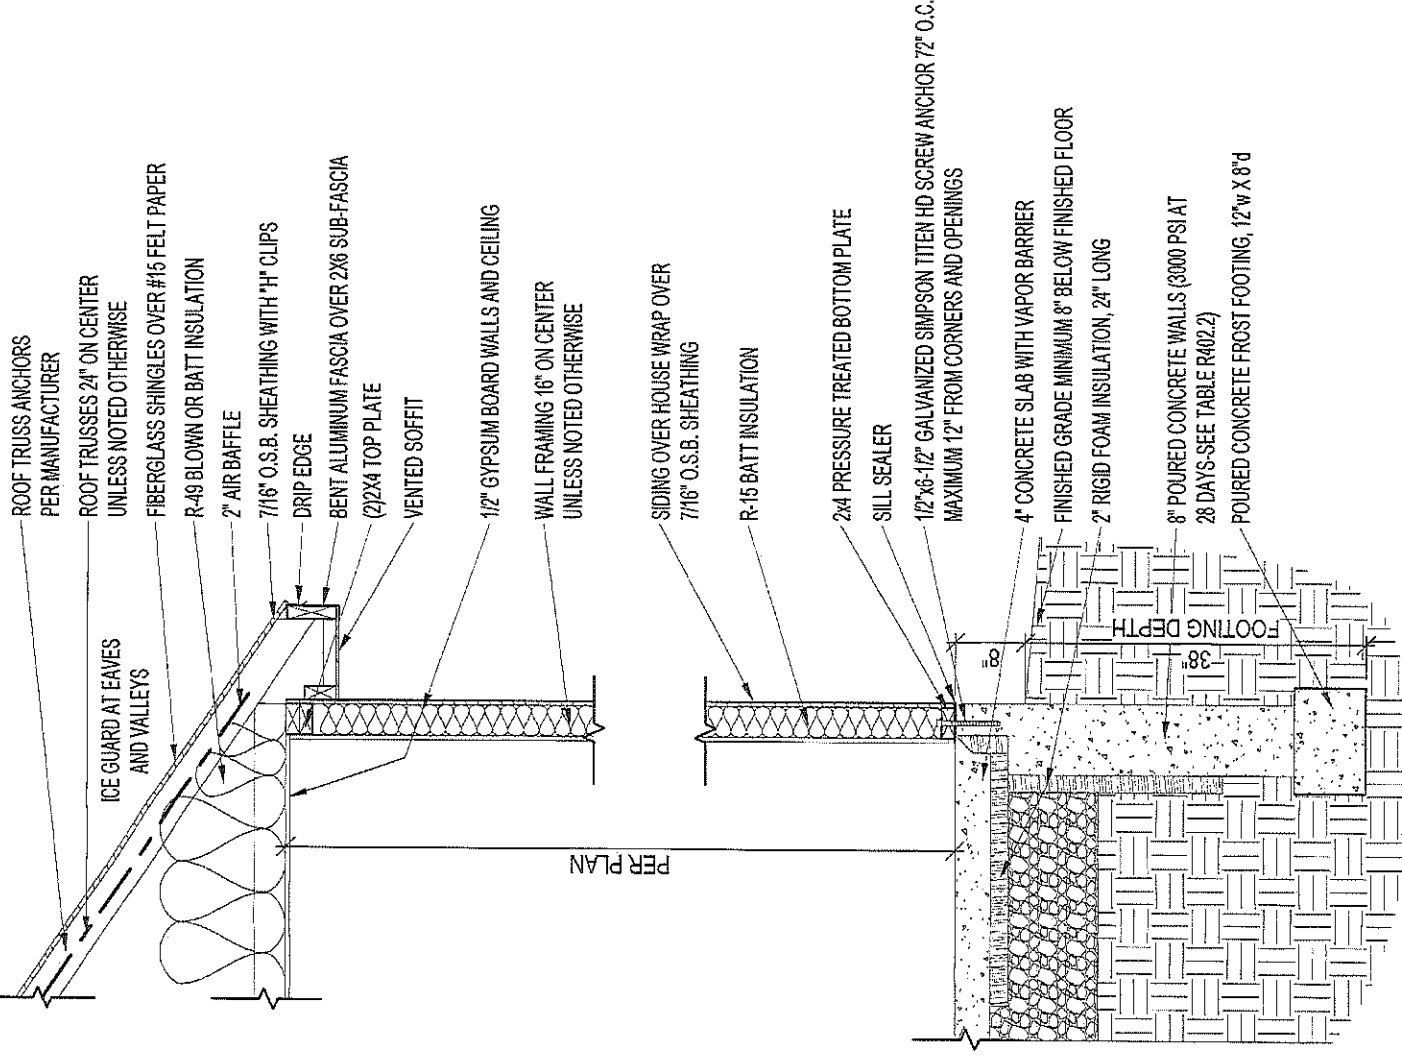 ROOF TRUSS ANCHORS
PER MANUFACTURER
ROOF TRUSSES 24" ON CENTER
UNLESS NOTED OTHERWISE
FIBERGLASS SHINGLES OVER #15 FELT PAPER
R-49 BLOWN OR BATT INSULATION
2" AIR BAFFLE
7/16" O.S.B. SHEATHING WITH "H" CLIPS
DRIP EDGE
BENT ALUMINUM FASCIA OVER 2X6 SUB-FASCIA
(2)2X4 TOP PLATE
VENTED SOFFIT
1/2" GYPSUM BOARD WALLS AND CEILING
WALL FRAMING 16" ON CENTER
UNLESS NOTED OTHERWISE
SIDING OVER HOUSE WRAP OVER
7/16" O.S.B. SHEATHING
R-15 BATT INSULATION
2x4 PRESSURE TREATED BOTTOM PLATE
SILL SEALER
1/2"x6-1/2" GALVANIZED SIMPSON TITEN HD SCREW ANCHOR 72" O.C.
MAXIMUM 12" FROM CORNERS AND OPENINGS
4" CONCRETE SLAB WITH VAPOR BARRIER
FINISHED GRADE MINIMUM 8" BELOW FINISHED FLOOR
2" RIGID FOAM INSULATION, 24" LONG
8" POURED CONCRETE WALLS (3000 PSI AT
28 DAYS-SEE TABLE R402.2)
POURED CONCRETE FROST FOOTING, 12"w X 8"d
ICE GUARD AT EAVES
AND VALLEYS
PER PLAN
8"
38"
FOOTING DEPTH